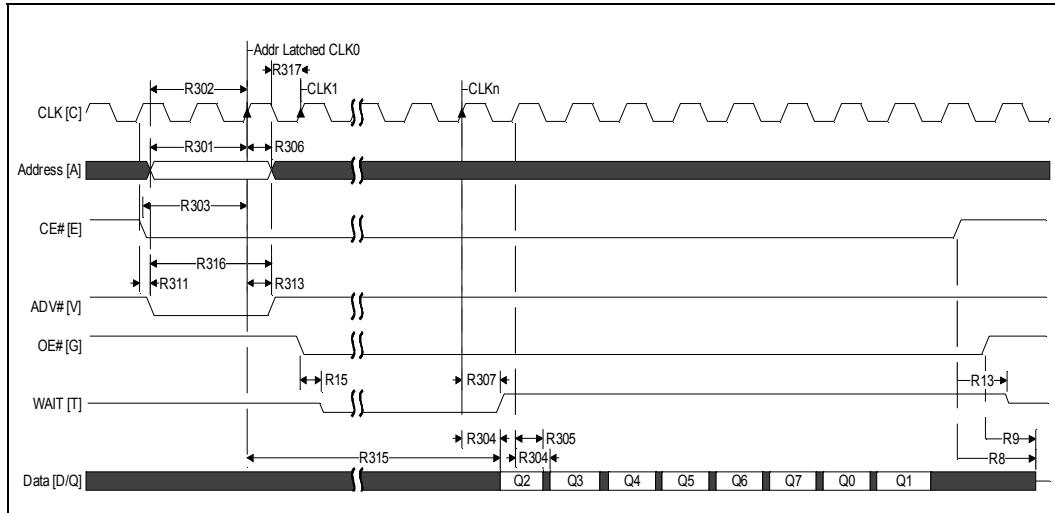 Addr Latched CLK0
R317
R302
CLK1
CLKn
CLK [C]
R301
R306
Address [A]
R303
CE# [E]
R316
R311
R313
ADV# [V]
OE# [G]
R15
R307
R13
WAIT [T]
R304
R305
R9
R315
R304
R8
Data [D/Q]
Q2 Q3 Q4 Q5 Q6 Q7 Q0 Q1